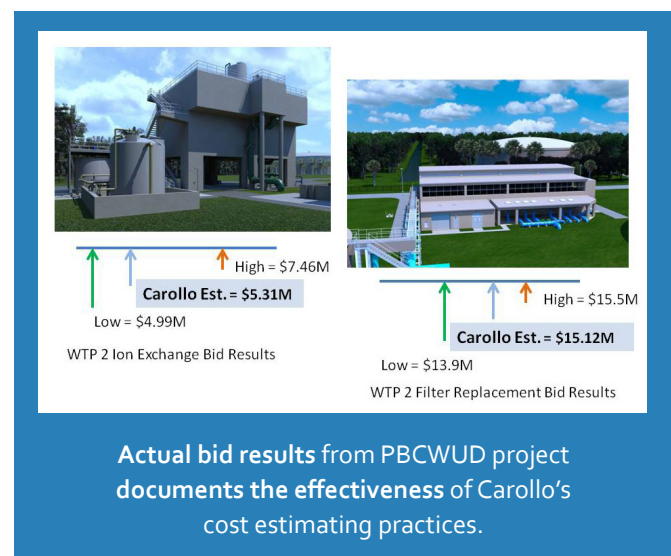 High = $7.46M
Carollo Est. = $5.31M
Low = $4.99M
WTP 2 Ion Exchange Bid Results
High = $15.5M
Carollo Est. = $15.12M
Low = $13.9M
WTP 2 Filter Replacement Bid Results
Actual bid results from PBCWUD project
documents the effectiveness of Carollo's
cost estimating practices.